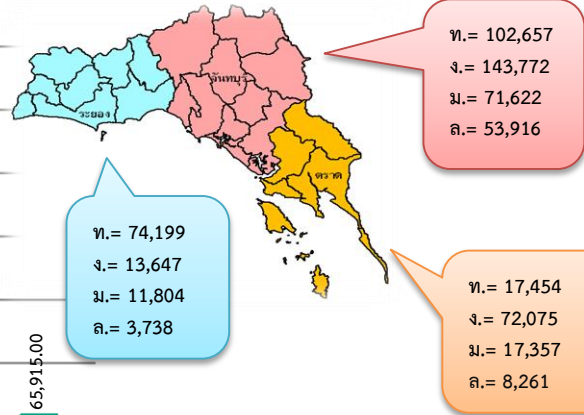 ท.= 102,657
ง.= 143,772
ม.= 71,622
ล.= 53,916
จันทบุรี
ระยอง
ตราด
ท.= 74,199
ง.= 13,647
ม.= 11,804
ล.= 3,738
ท.= 17,454
ง.= 72,075
ม.= 17,357
ล.= 8,261
65,915.00